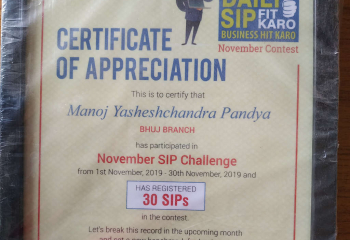 DAILY
SIP FIT
KARO
BUSINESS HIT KARO
November Contest
CERTIFICATE
OF APPRECIATION
This is to certify that
Manoj Yasheshchandra Pandya
BHUJ BRANCH
has participated in
November SIP Challenge
from 1st November, 2019 - 30th November, 2019 and
HAS REGISTERED
30 SIPs
in the contest.
Let's break this record in the upcoming month